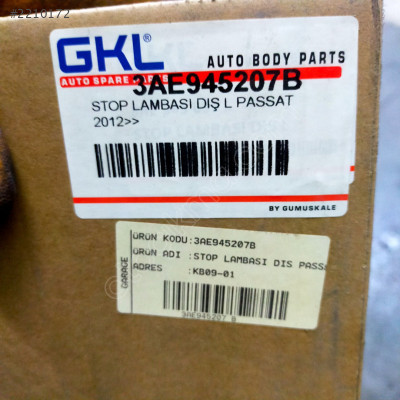 #2210172
GKL
AUTO BODY PARTS
AUTO SPARE PARTS
3AE945207B
STOP LAMBASI DIŞ L PASSAT
2012>>
BY GUMUSKALE
GARAGE
ÜRÜN KODU :3AE945207B
ÜRÜN ADI :STOP LAMBASI DIS PASSA
ADRES :KB09-01
3AE945207 B